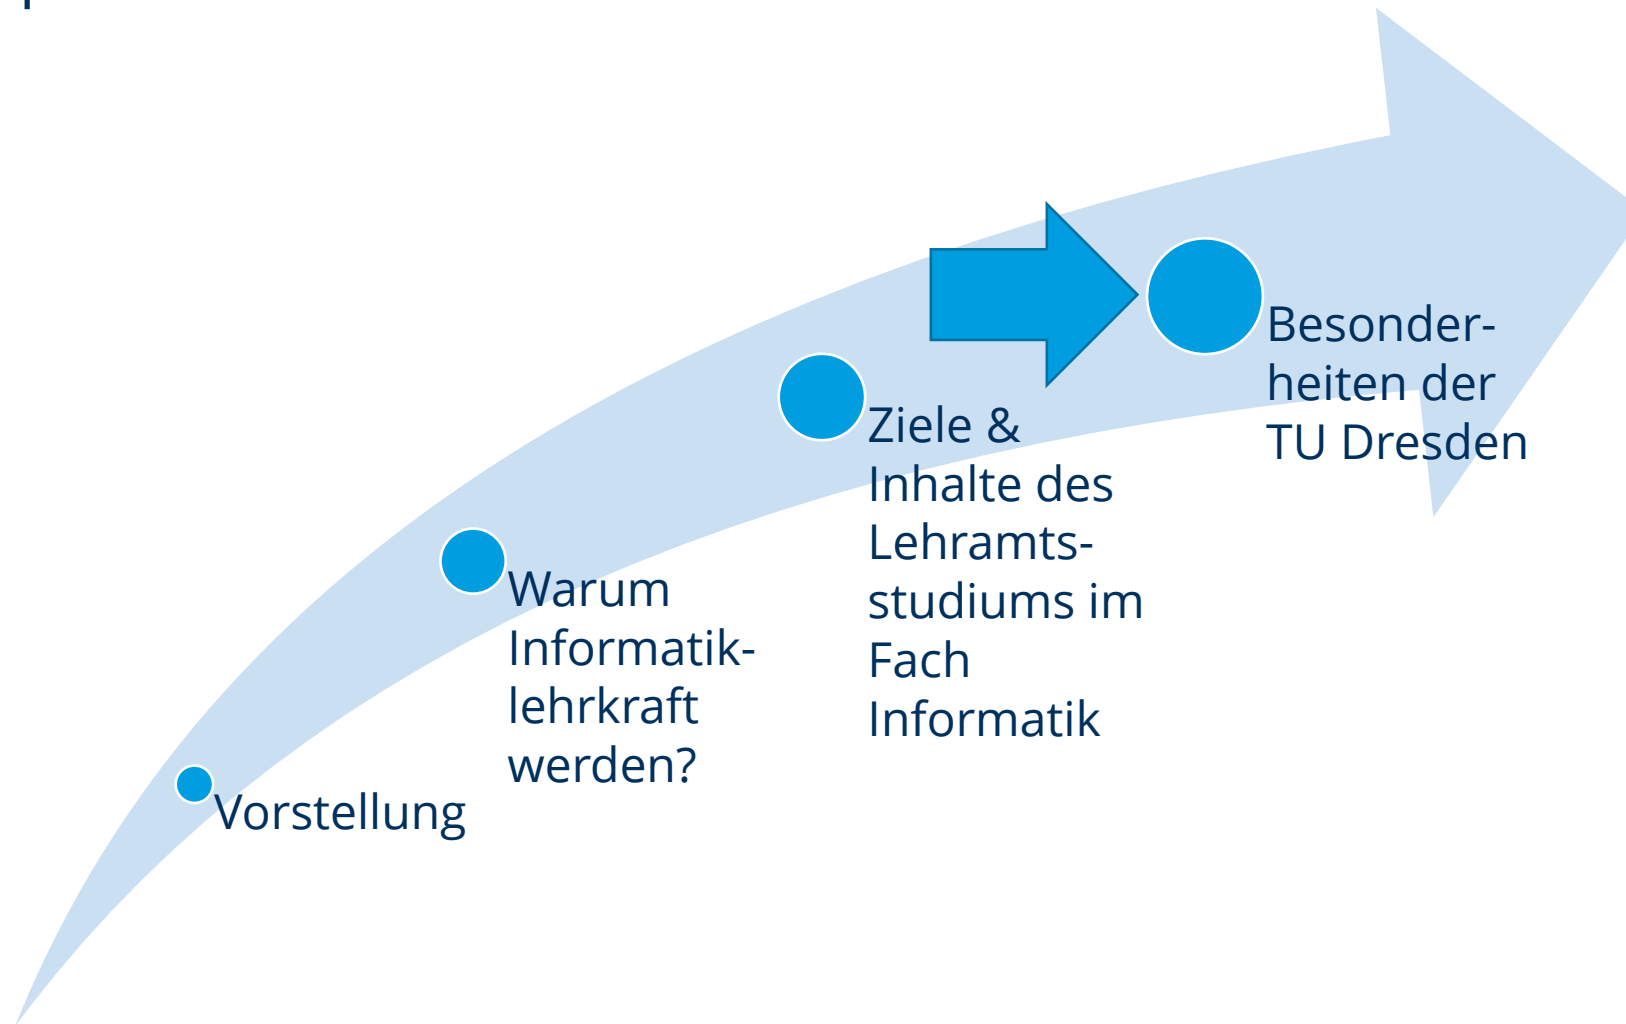 Vorstellung
Warum
Informatik-
lehrkraft
werden?
Ziele &
Inhalte des
Lehramts-
studiums im
Fach
Informatik
Besonder-
heiten der
TU Dresden